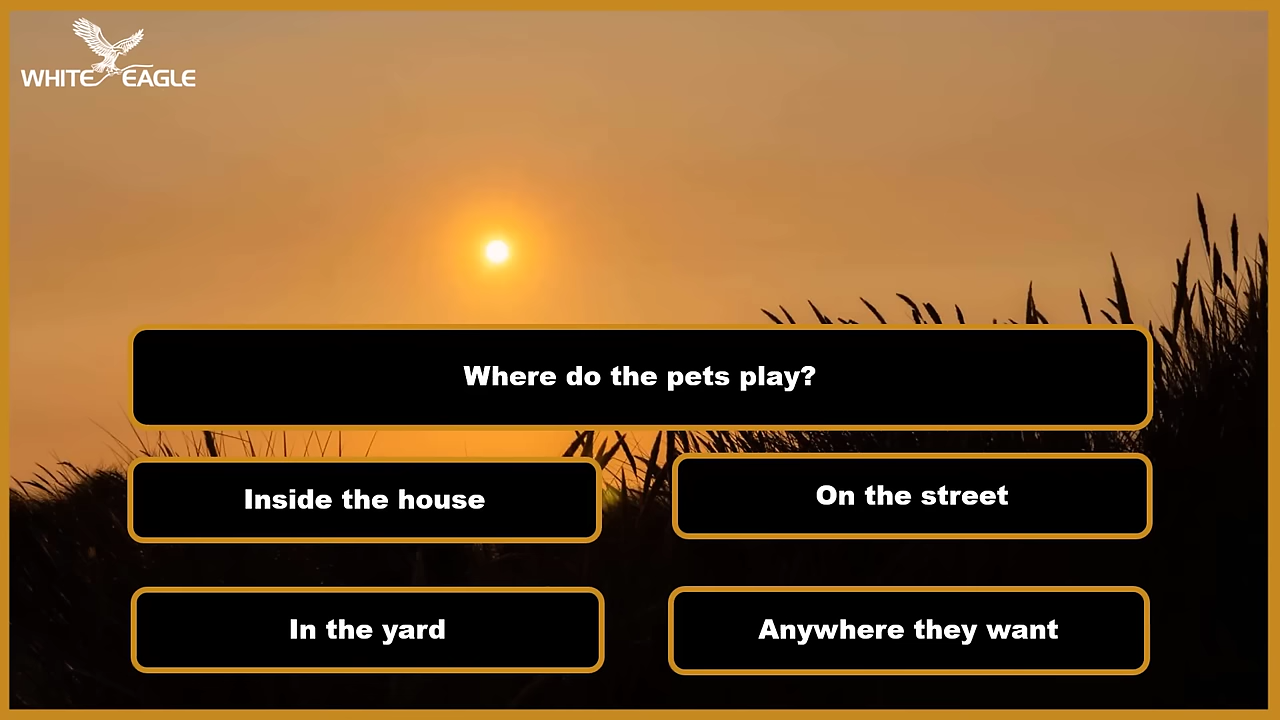 WHITE EAGLE
Where do the pets play?
Inside the house
On the street
In the yard
Anywhere they want